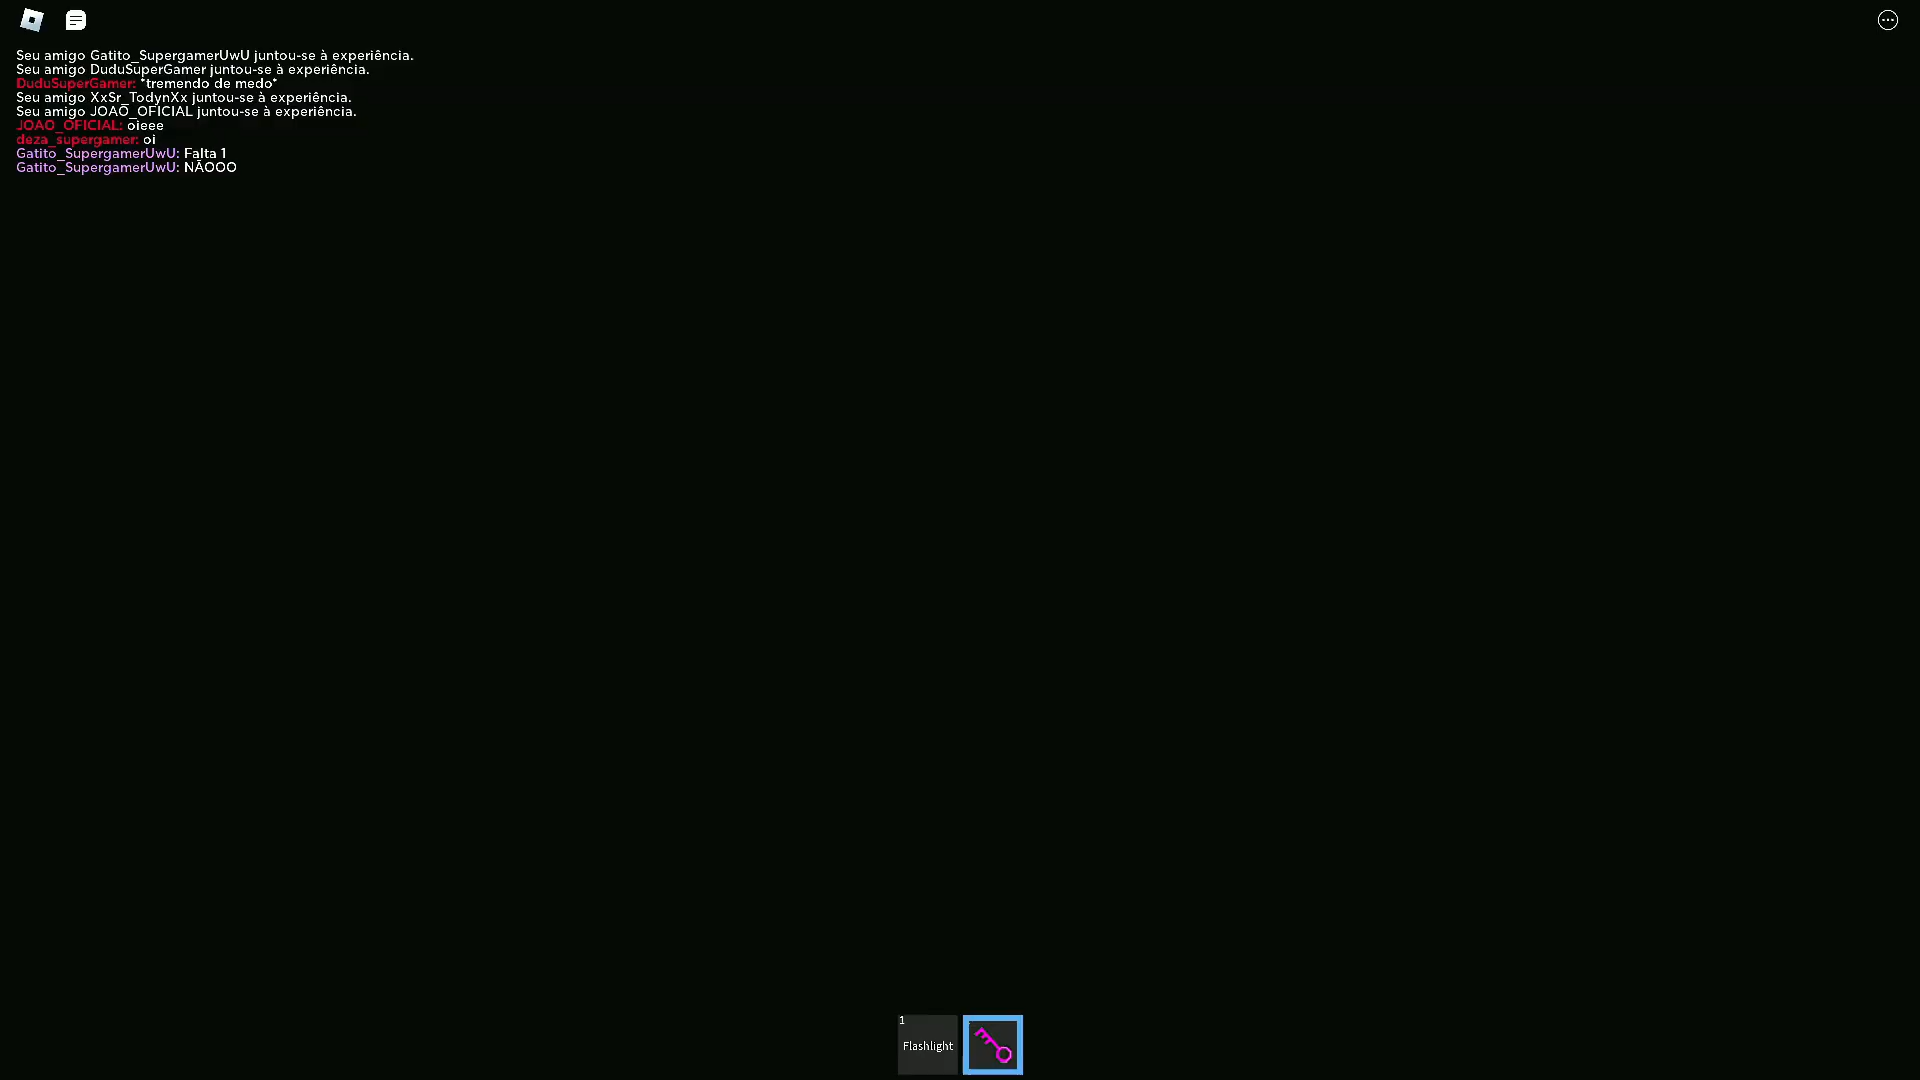 Seu amigo Gatito_SupergamerUwU juntou-se à experiência.
Seu amigo DuduSuperGamer juntou-se à experiência.
DuduSuperGamer: *tremendo de medo*
Seu amigo XxSr_TodynXx juntou-se à experiência.
Seu amigo JOAO_OFICIAL juntou-se à experiência.
JOAO_OFICIAL: oieee
deza_supergamer: oi
Gatito_SupergamerUwU: Falta 1
Gatito_SupergamerUwU: NÃOOO
1
Flashlight